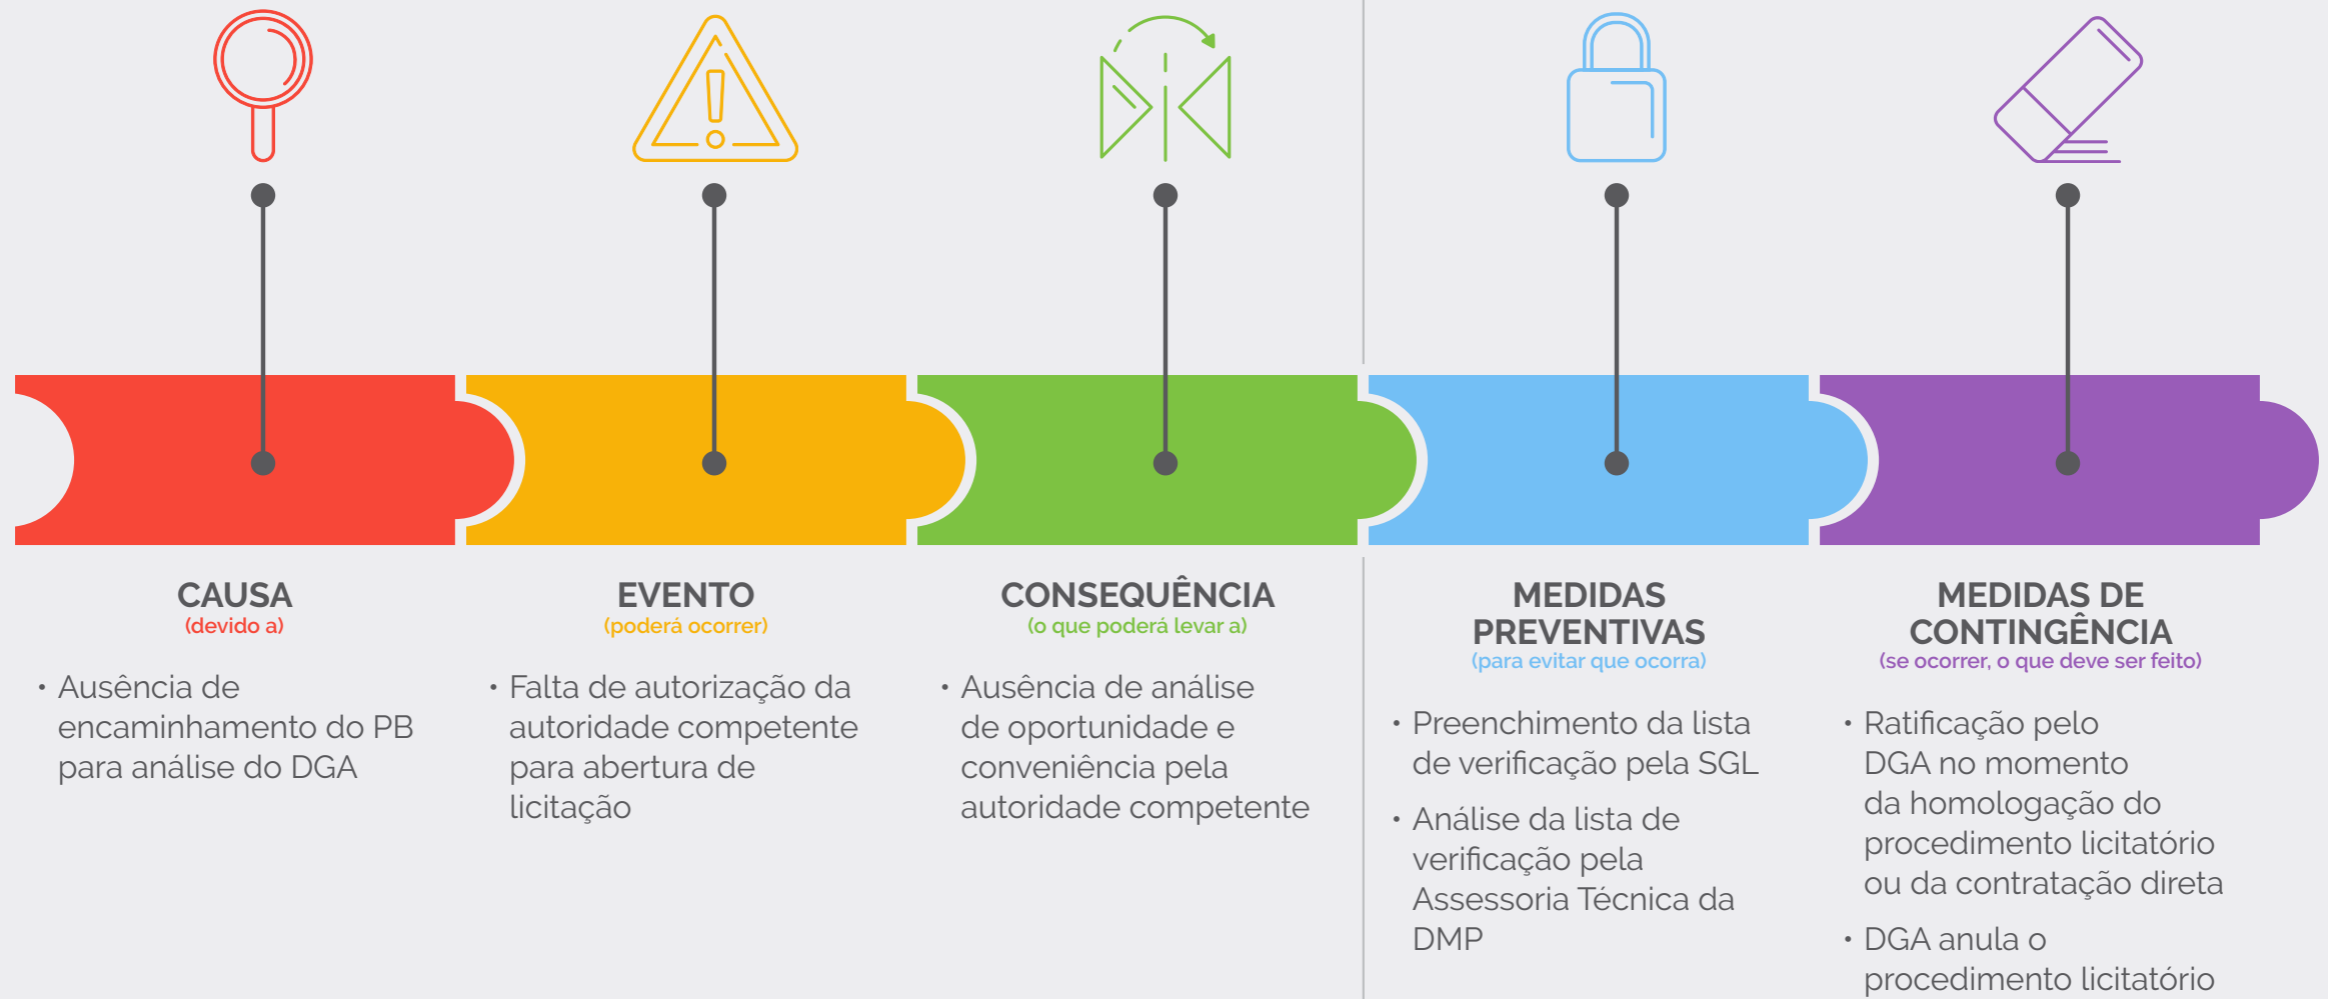 CAUSA
(devido a)
• Ausência de
encaminhamento do PB
para análise do DGA
EVENTO
(poderá ocorrer)
• Falta de autorização da
autoridade competente
para abertura de
licitação
CONSEQUÊNCIA
(o que poderá levar a)
• Ausência de análise
de oportunidade e
conveniência pela
autoridade competente
MEDIDAS
PREVENTIVAS
(para evitar que ocorra)
• Preenchimento da lista
de verificação pela SGL
• Análise da lista de
verificação pela
Assessoria Técnica da
DMP
MEDIDAS DE
CONTINGÊNCIA
(se ocorrer, o que deve ser feito)
• Ratificação pelo
DGA no momento
da homologação do
procedimento licitatório
ou da contratação direta
• DGA anula o
procedimento licitatório